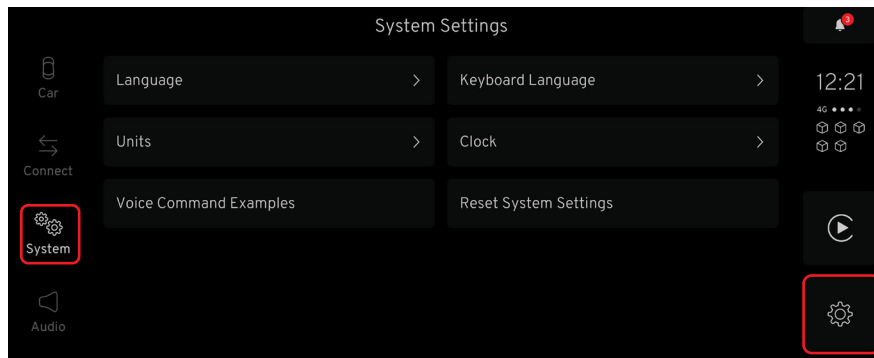 System Settings
3
Car
Language
Keyboard Language
12:21
4G
Connect
Units
Clock
System
Voice Command Examples
Reset System Settings
Audio